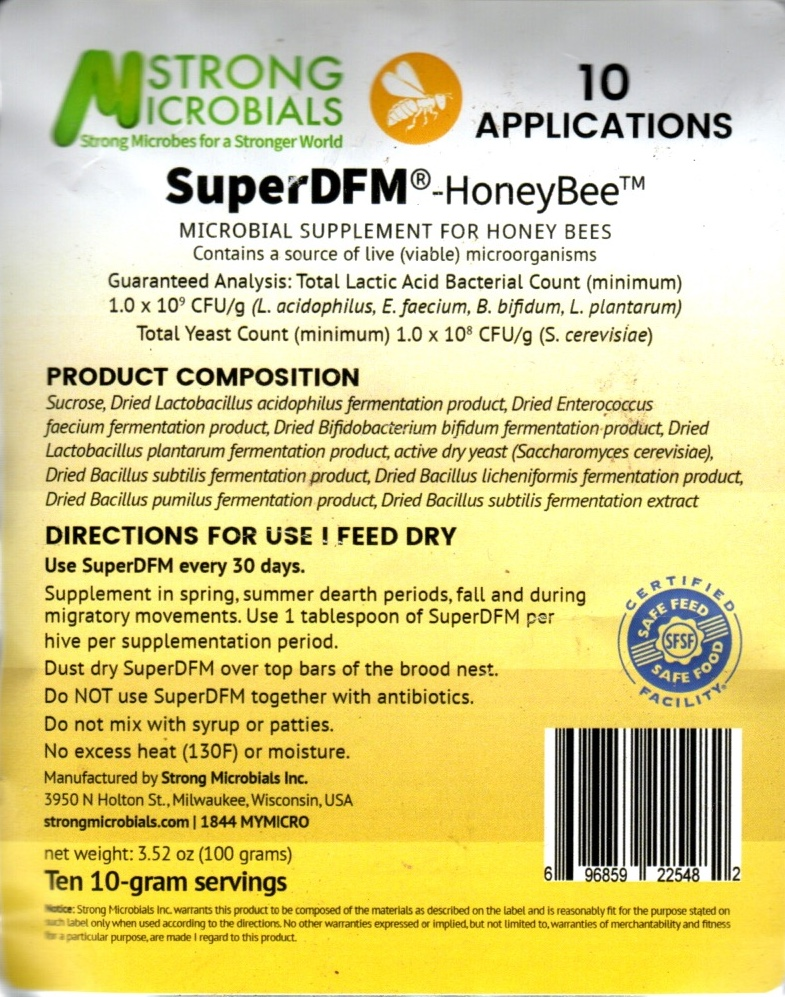 STRONG
MICROBIALS
Strong Microbes for a Stronger World
10
APPLICATIONS
SuperDFM®-HoneyBee™
MICROBIAL SUPPLEMENT FOR HONEY BEES
Contains a source of live (viable) microorganisms
Guaranteed Analysis: Total Lactic Acid Bacterial Count (minimum)
1.0 x 10⁹ CFU/g (L. acidophilus, E. faecium, B. bifidum, L. plantarum)
Total Yeast Count (minimum) 1.0 x 10⁸ CFU/g (S. cerevisiae)
PRODUCT COMPOSITION
Sucrose, Dried Lactobacillus acidophilus fermentation product, Dried Enterococcus
faecium fermentation product, Dried Bifidobacterium bifidum fermentation product, Dried
Lactobacillus plantarum fermentation product, active dry yeast (Saccharomyces cerevisiae),
Dried Bacillus subtilis fermentation product, Dried Bacillus licheniformis fermentation product,
Dried Bacillus pumilus fermentation product, Dried Bacillus subtilis fermentation extract
DIRECTIONS FOR USE ! FEED DRY
Use SuperDFM every 30 days.
Supplement in spring, summer dearth periods, fall and during
migratory movements. Use 1 tablespoon of SuperDFM per
hive per supplementation period.
Dust dry SuperDFM over top bars of the brood nest.
Do NOT use SuperDFM together with antibiotics.
Do not mix with syrup or patties.
No excess heat (130F) or moisture.
CERTIFIED
SAFE FEED
SFSF
SAFE FOOD
FACILITY
Manufactured by Strong Microbials Inc.
3950 N Holton St., Milwaukee, Wisconsin, USA
strongmicrobials.com | 1844 MYMICRO
net weight: 3.52 oz (100 grams)
Ten 10-gram servings
6 96859 22548 2
Notice: Strong Microbials Inc. warrants this product to be composed of the materials as described on the label and is reasonably fit for the purpose stated on
such label only when used according to the directions. No other warranties expressed or implied, but not limited to, warranties of merchantability and fitness
for a particular purpose, are made I regard to this product.